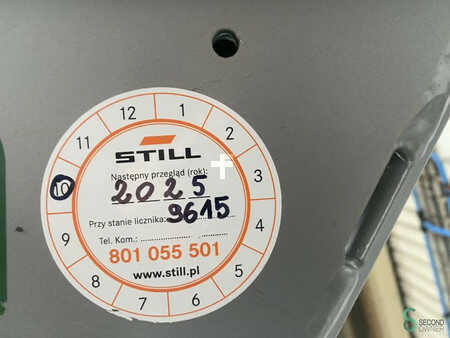 12
1
2
3
4
5
6
7
8
9
10
11
STILL
Następny przegląd (rok):
2025
Przy stanie licznika: 9615
Tel. Kom.:
801 055 501
www.still.pl
SECOND
OWNER